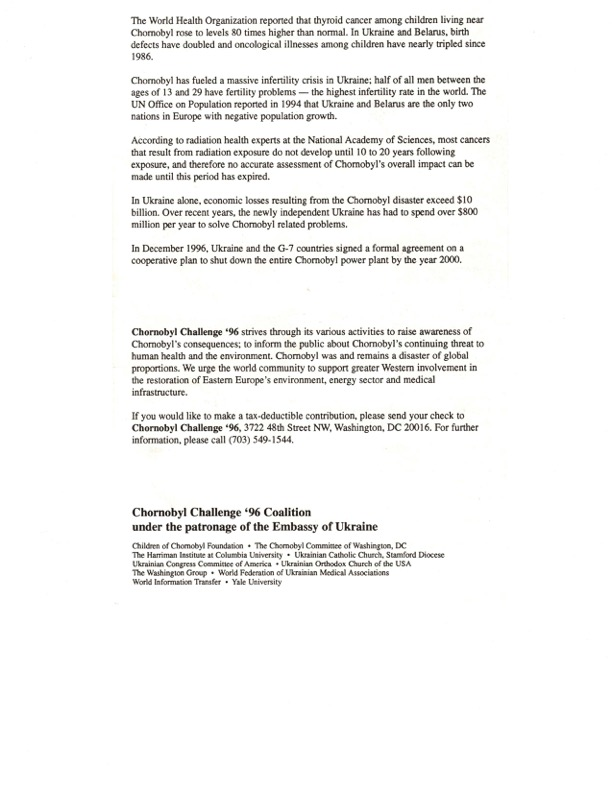 The World Health Organization reported that thyroid cancer among children living near
Chornobyl rose to levels 80 times higher than normal. In Ukraine and Belarus, birth
defects have doubled and oncological illnesses among children have nearly tripled since
1986.
Chornobyl has fueled a massive infertility crisis in Ukraine; half of all men between the
ages of 13 and 29 have fertility problems — the highest infertility rate in the world. The
UN Office on Population reported in 1994 that Ukraine and Belarus are the only two
nations in Europe with negative population growth.
According to radiation health experts at the National Academy of Sciences, most cancers
that result from radiation exposure do not develop until 10 to 20 years following
exposure, and therefore no accurate assessment of Chornobyl's overall impact can be
made until this period has expired.
In Ukraine alone, economic losses resulting from the Chornobyl disaster exceed $10
billion. Over recent years, the newly independent Ukraine has had to spend over $800
million per year to solve Chornobyl related problems.
In December 1996, Ukraine and the G-7 countries signed a formal agreement on a
cooperative plan to shut down the entire Chornobyl power plant by the year 2000.
Chornobyl Challenge ‘96 strives through its various activities to raise awareness of
Chornobyl's consequences; to inform the public about Chornobyl's continuing threat to
human health and the environment. Chornobyl was and remains a disaster of global
proportions. We urge the world community to support greater Western involvement in
the restoration of Eastern Europe's environment, energy sector and medical
infrastructure.
If you would like to make a tax-deductible contribution, please send your check to
Chornobyl Challenge ‘96, 3722 48th Street NW, Washington, DC 20016. For further
information, please call (703) 549-1544.
Chornobyl Challenge ‘96 Coalition
under the patronage of the Embassy of Ukraine
Children of Chornobyl Foundation • The Chornobyl Committee of Washington, DC
The Harriman Institute at Columbia University • Ukrainian Catholic Church, Stamford Diocese
Ukrainian Congress Committee of America • Ukrainian Orthodox Church of the USA
The Washington Group • World Federation of Ukrainian Medical Associations
World Information Transfer • Yale University